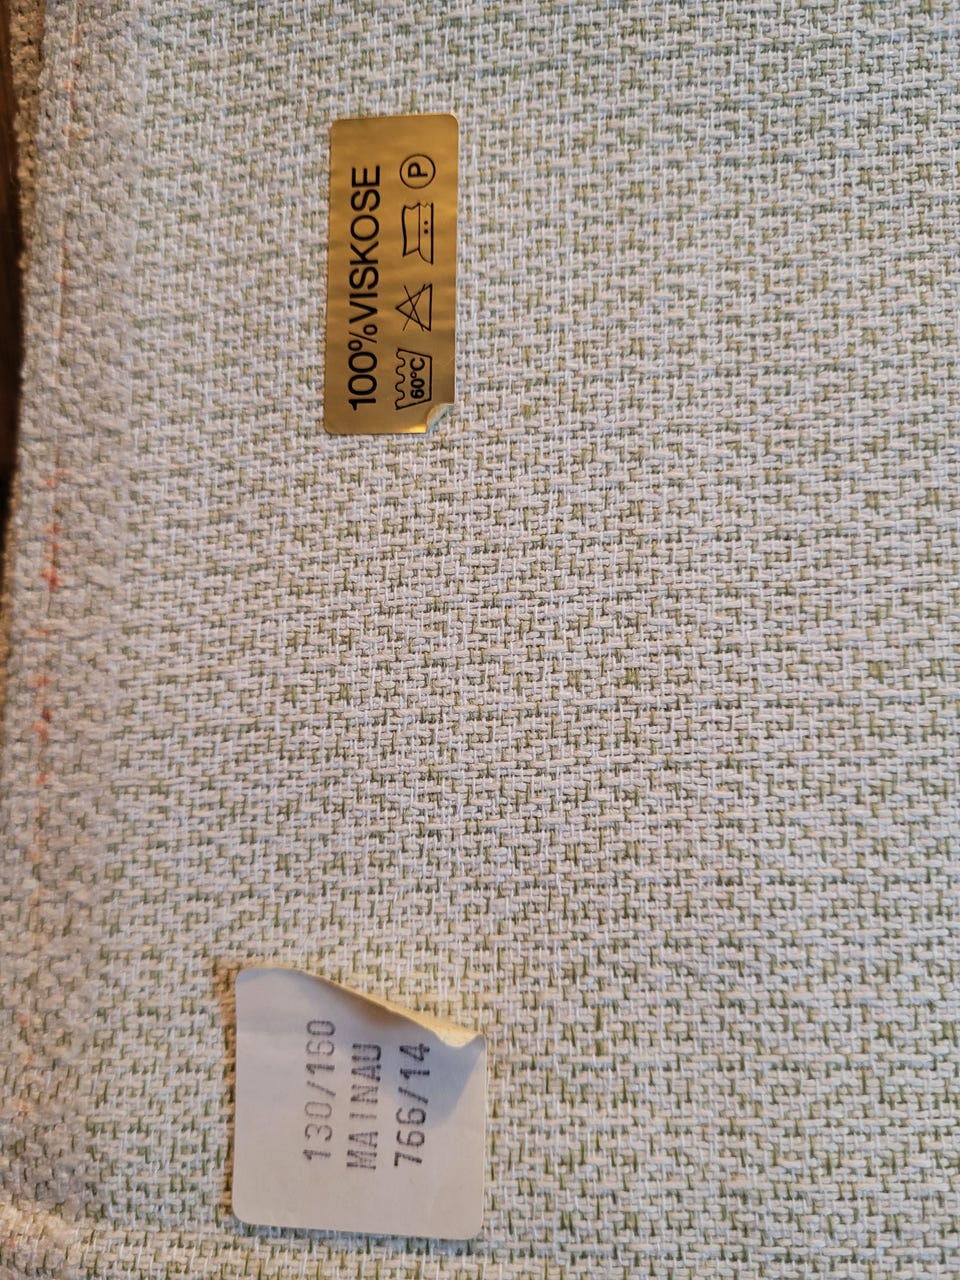 100%VISKOSE
60°C P
130/160
MAINAU
766/14